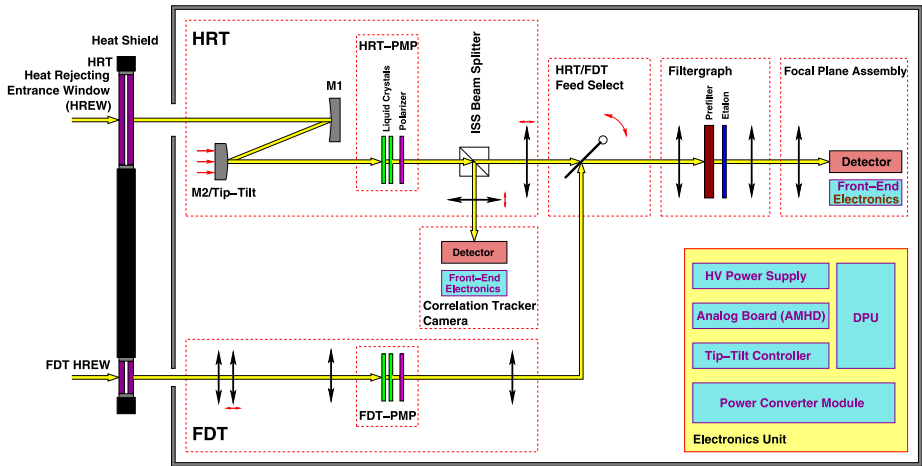 Heat Shield
HRT
Heat Rejecting
Entrance Window
(HREW)
FDT HREW
HRT
M1
M2/Tip–Tilt
HRT–PMP
Liquid Crystals
Polarizer
ISS Beam Splitter
HRT/FDT
Feed Select
Filtergraph
Prefilter
Etalon
Focal Plane Assembly
Detector
Front–End
Electronics
Detector
Front–End
Electronics
Correlation Tracker
Camera
FDT–PMP
FDT
HV Power Supply
Analog Board (AMHD)
Tip–Tilt Controller
DPU
Power Converter Module
Electronics Unit